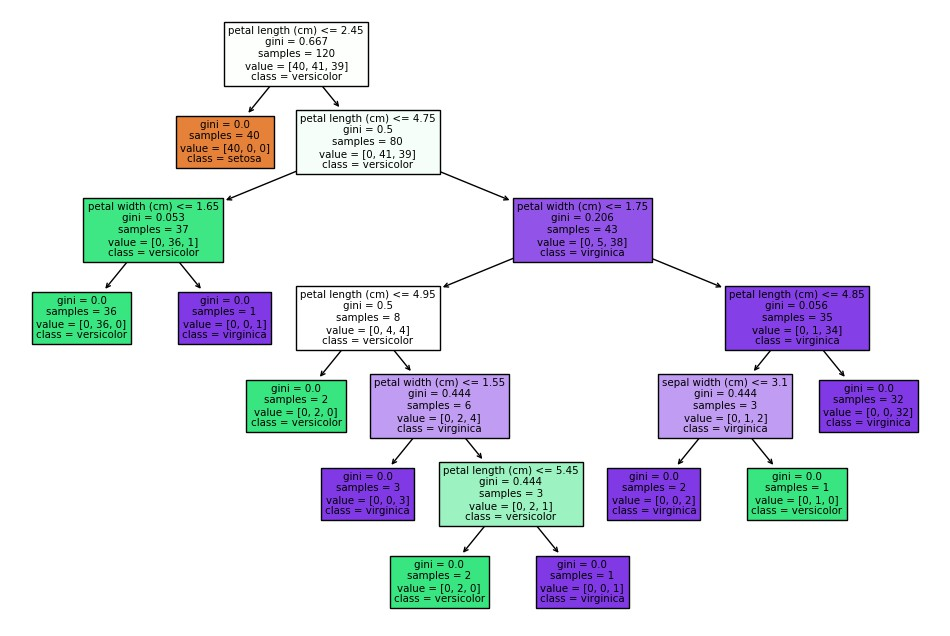 petal length (cm) <= 2.45
gini = 0.667
samples = 120
value = [40, 41, 39]
class = versicolor
gini = 0.0
samples = 40
value = [40, 0, 0]
class = setosa
petal length (cm) <= 4.75
gini = 0.5
samples = 80
value = [0, 41, 39]
class = versicolor
petal width (cm) <= 1.65
gini = 0.053
samples = 37
value = [0, 36, 1]
class = versicolor
petal width (cm) <= 1.75
gini = 0.206
samples = 43
value = [0, 5, 38]
class = virginica
gini = 0.0
samples = 36
value = [0, 36, 0]
class = versicolor
gini = 0.0
samples = 1
value = [0, 0, 1]
class = virginica
petal length (cm) <= 4.95
gini = 0.5
samples = 8
value = [0, 4, 4]
class = versicolor
petal length (cm) <= 4.85
gini = 0.056
samples = 35
value = [0, 1, 34]
class = virginica
gini = 0.0
samples = 2
value = [0, 2, 0]
class = versicolor
petal width (cm) <= 1.55
gini = 0.444
samples = 6
value = [0, 2, 4]
class = virginica
sepal width (cm) <= 3.1
gini = 0.444
samples = 3
value = [0, 1, 2]
class = virginica
gini = 0.0
samples = 32
value = [0, 0, 32]
class = virginica
gini = 0.0
samples = 3
value = [0, 0, 3]
class = virginica
petal length (cm) <= 5.45
gini = 0.444
samples = 3
value = [0, 2, 1]
class = versicolor
gini = 0.0
samples = 2
value = [0, 0, 2]
class = virginica
gini = 0.0
samples = 1
value = [0, 1, 0]
class = versicolor
gini = 0.0
samples = 2
value = [0, 2, 0]
class = versicolor
gini = 0.0
samples = 1
value = [0, 0, 1]
class = virginica